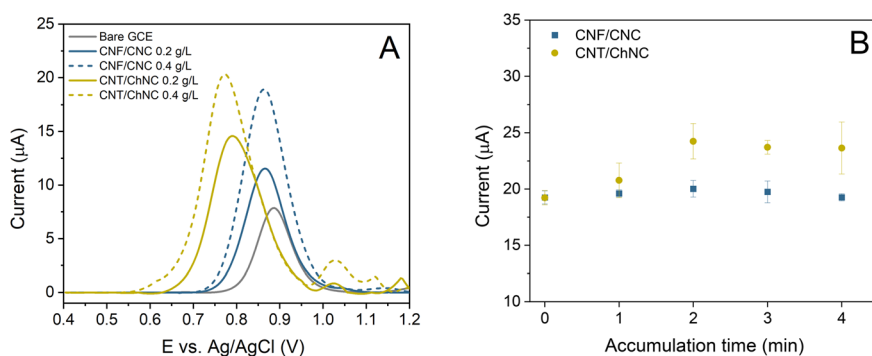 A
Bare GCE
CNF/CNC 0.2 g/L
CNF/CNC 0.4 g/L
CNT/ChNC 0.2 g/L
CNT/ChNC 0.4 g/L
25
20
15
10
5
0
Current (µA)
0.4 0.5 0.6 0.7 0.8 0.9 1.0 1.1 1.2
E vs. Ag/AgCl (V)
B
CNF/CNC
CNT/ChNC
35
30
25
20
15
10
Current (µA)
0 1 2 3 4
Accumulation time (min)